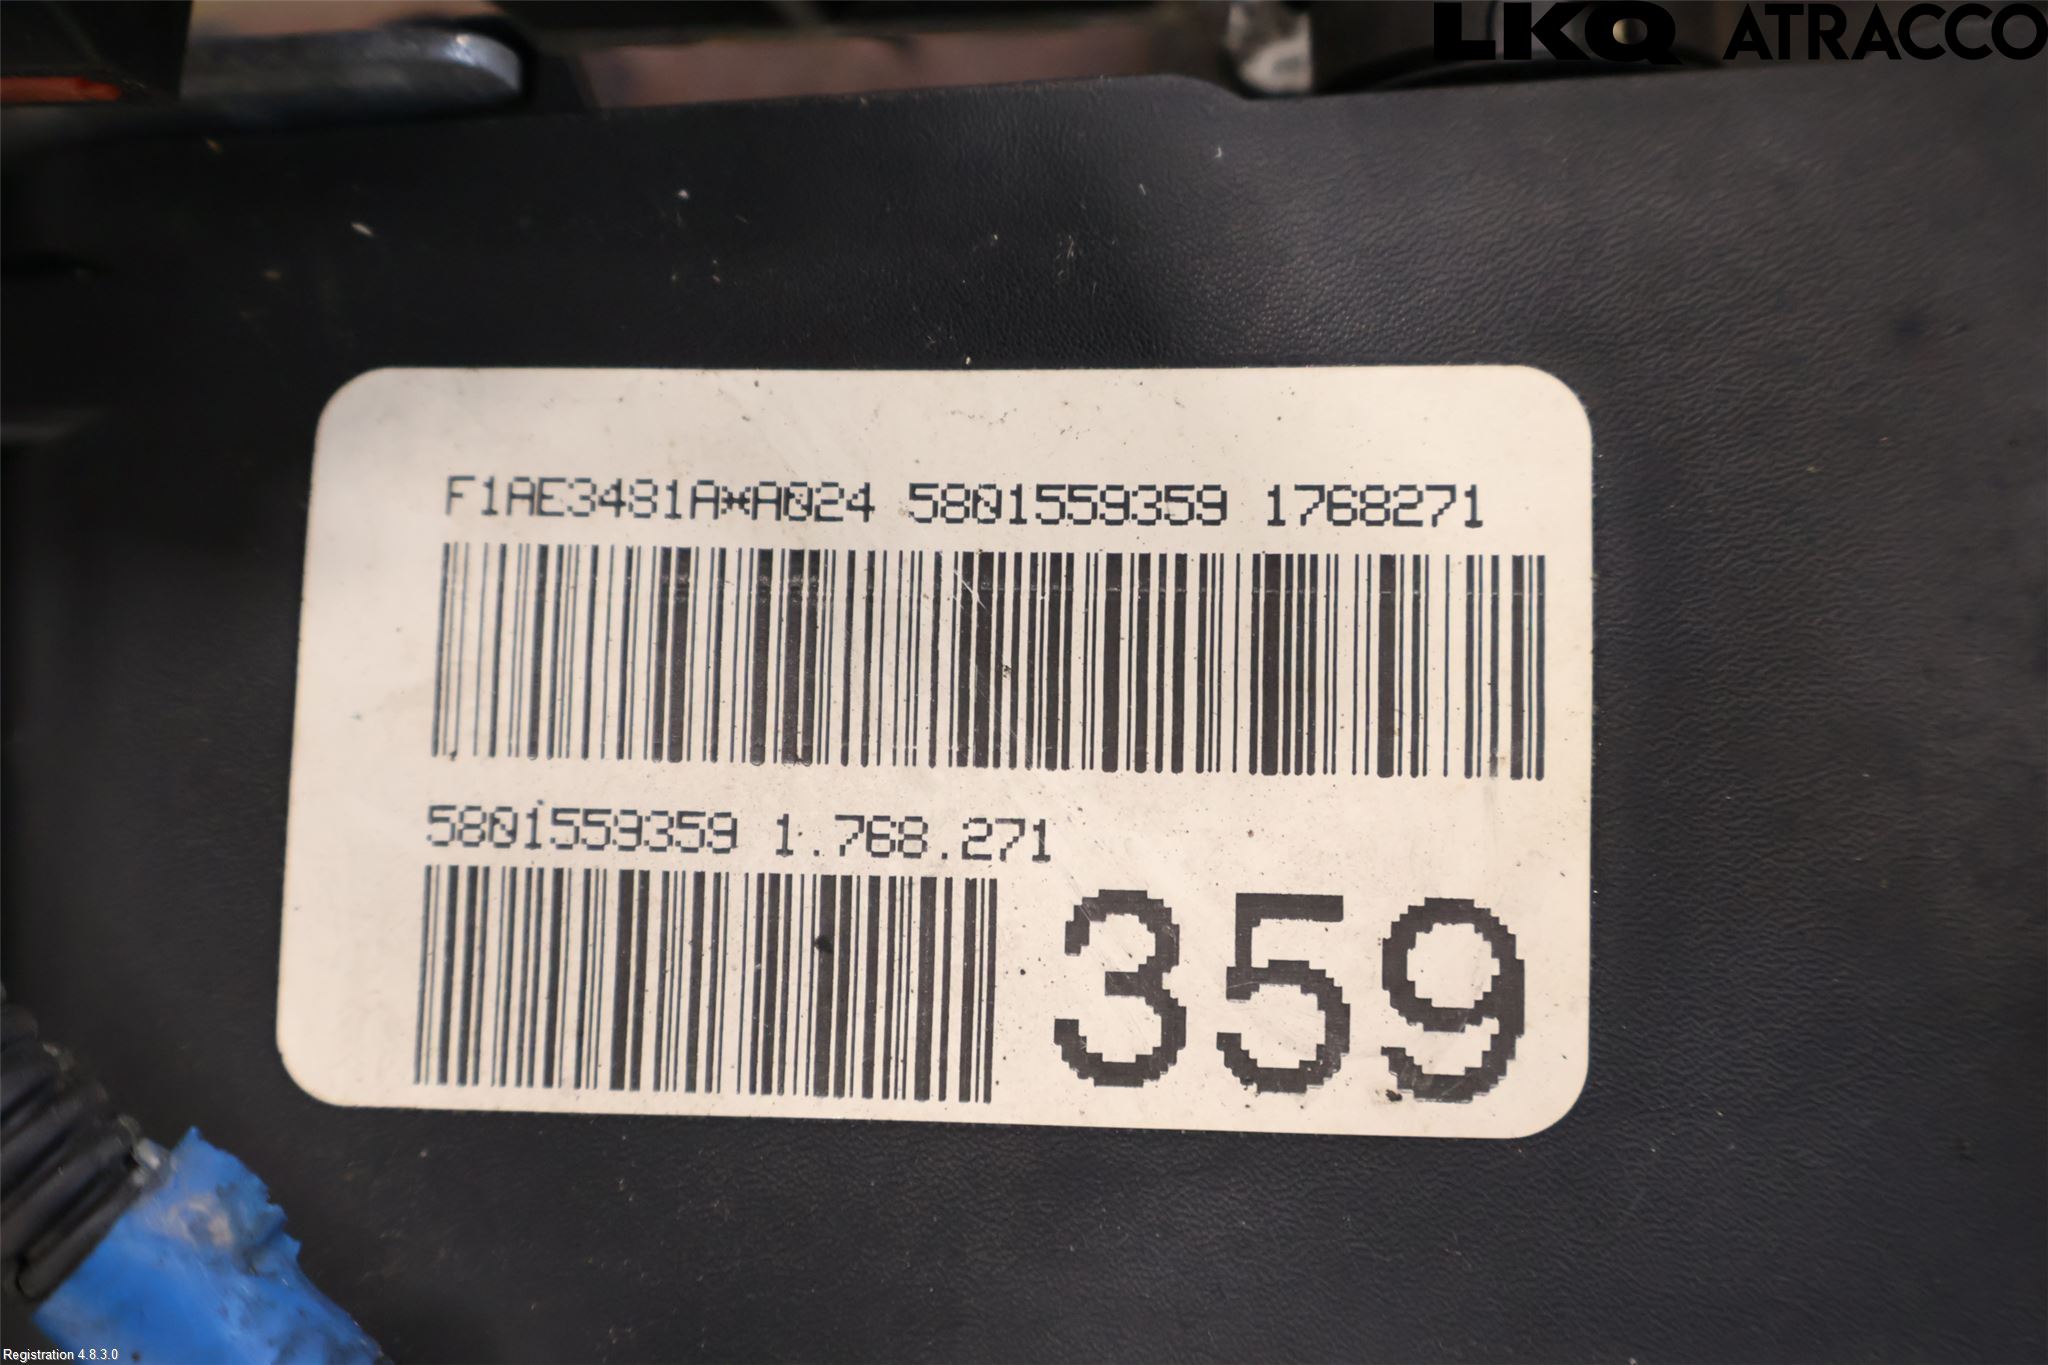 LKQ ATRACCO
F1AE3481A*A024 5801559359 1768271
5801559359 1.768.271
359
Registration 4.8.3.0